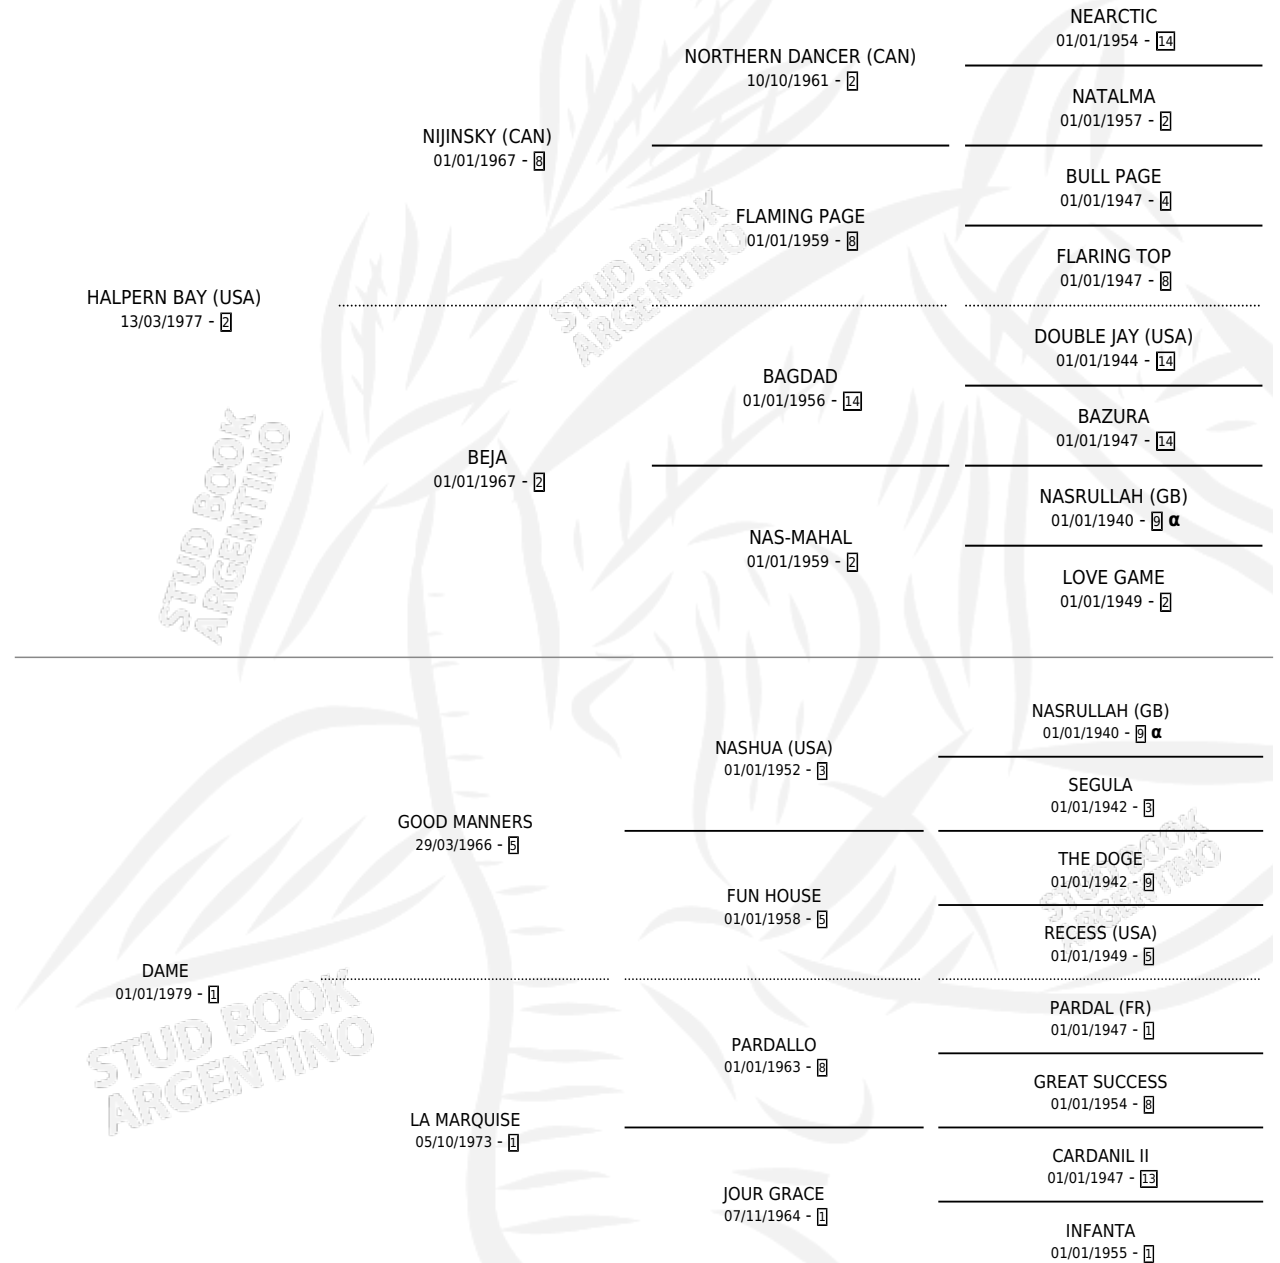 NEARCTIC
01/01/1954 - 14
NORTHERN DANCER (CAN)
10/10/1961 - 2
NATALMA
01/01/1957 - 2
NIJINSKY (CAN)
01/01/1967 - 8
BULL PAGE
01/01/1947 - 4
FLAMING PAGE
01/01/1959 - 8
FLARING TOP
01/01/1947 - 8
HALPERN BAY (USA)
13/03/1977 - 2
DOUBLE JAY (USA)
01/01/1944 - 14
BAGDAD
01/01/1956 - 14
BAZURA
01/01/1947 - 14
BEJA
01/01/1967 - 2
NASRULLAH (GB)
01/01/1940 - 9 α
NAS-MAHAL
01/01/1959 - 2
LOVE GAME
01/01/1949 - 2
NASRULLAH (GB)
01/01/1940 - 9 α
NASHUA (USA)
01/01/1952 - 3
SEGULA
01/01/1942 - 3
GOOD MANNERS
29/03/1966 - 5
THE DOGE
01/01/1942 - 9
FUN HOUSE
01/01/1958 - 5
RECESS (USA)
01/01/1949 - 5
DAME
01/01/1979 - 1
PARDAL (FR)
01/01/1947 - 1
PARDALLO
01/01/1963 - 8
GREAT SUCCESS
01/01/1954 - 8
LA MARQUISE
05/10/1973 - 1
CARDANIL II
01/01/1947 - 13
JOUR GRACE
07/11/1964 - 1
INFANTA
01/01/1955 - 1
STUD BOOK
ARGENTINO
STUD BOOK
ARGENTINO
STUD BOOK
ARGENTINO
STUD BOOK
ARGENTINO